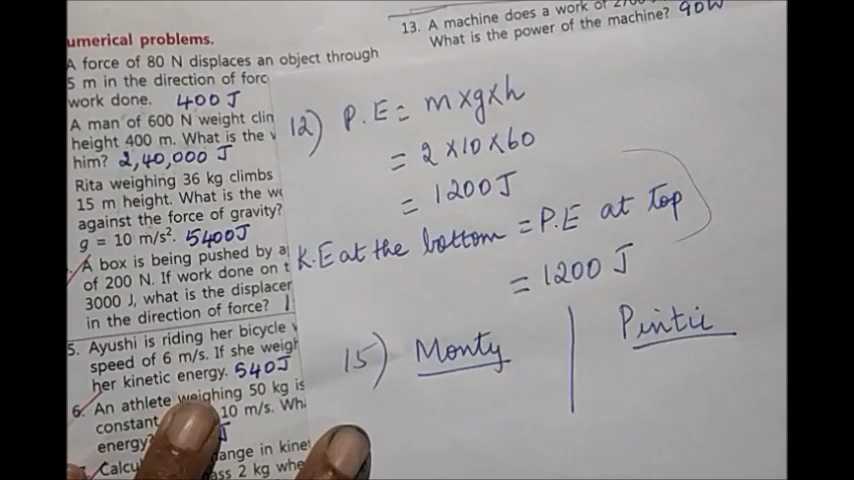 umerical problems.
A force of 80 N displaces an object through
5 m in the direction of forc
work done. 400 J
A man of 600 N weight clin
height 400 m. What is the
him? 2,40,000 J
Rita weighing 36 kg climbs
15 m height. What is the wo
against the force of gravity?
g = 10 m/s². 5400J
A box is being pushed by a
of 200 N. If work done on t
3000 J, what is the displacer
in the direction of force? 1
5. Ayushi is riding her bicycle
speed of 6 m/s. If she weigh
her kinetic energy. 540J
6. An athlete weighing 50 kg is
constant 10 m/s. Wh
energy? J
Calcu ange in kine
ass 2 kg whe
13. A machine does a work of 2700
What is the power of the machine? 90W
12) P.E = m×g×h
= 2×10×60
= 1200J
K.E at the bottom = P.E at top
= 1200 J
15) Monty | Pintu